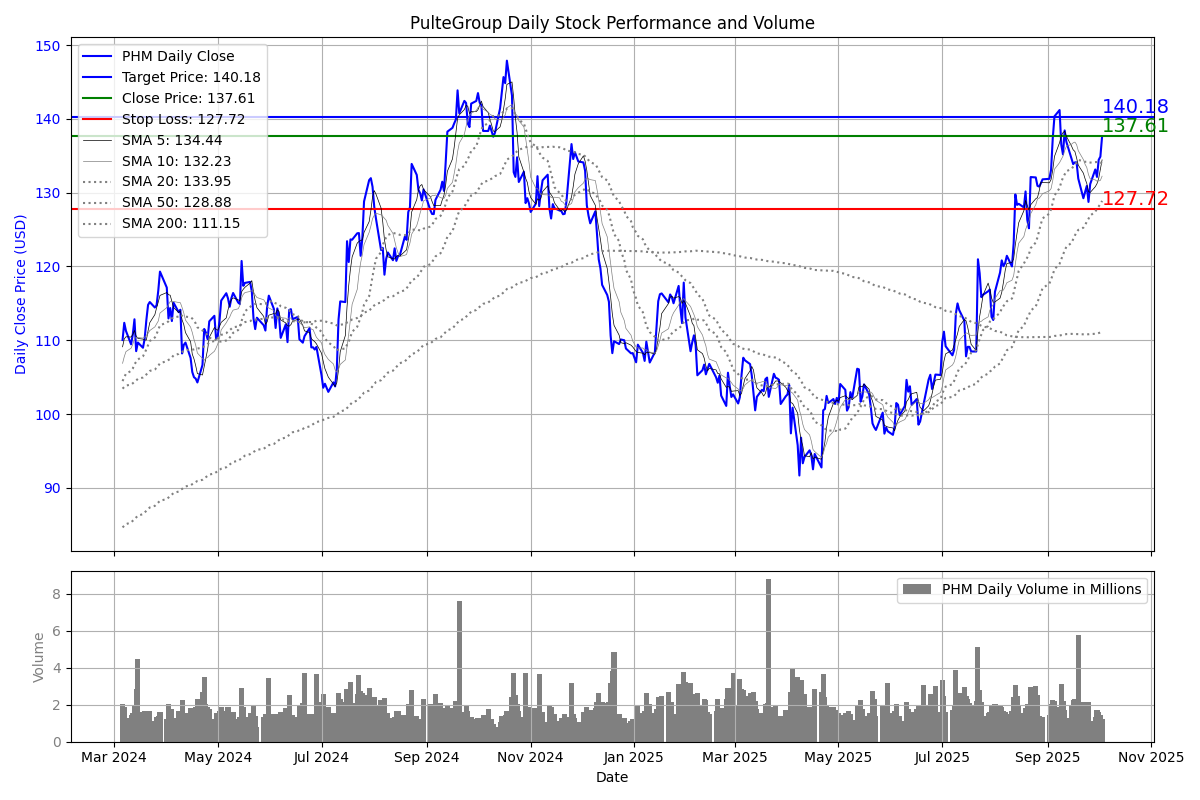 PulteGroup Daily Stock Performance and Volume
Daily Close Price (USD)
150
140
130
120
110
100
90
PHM Daily Close
Target Price: 140.18
Close Price: 137.61
Stop Loss: 127.72
SMA 5: 134.44
SMA 10: 132.23
SMA 20: 133.95
SMA 50: 128.88
SMA 200: 111.15
140.18
137.61
127.72
Volume
8
6
4
2
0
PHM Daily Volume in Millions
Mar 2024 May 2024 Jul 2024 Sep 2024 Nov 2024 Jan 2025 Mar 2025 May 2025 Jul 2025 Sep 2025 Nov 2025
Date